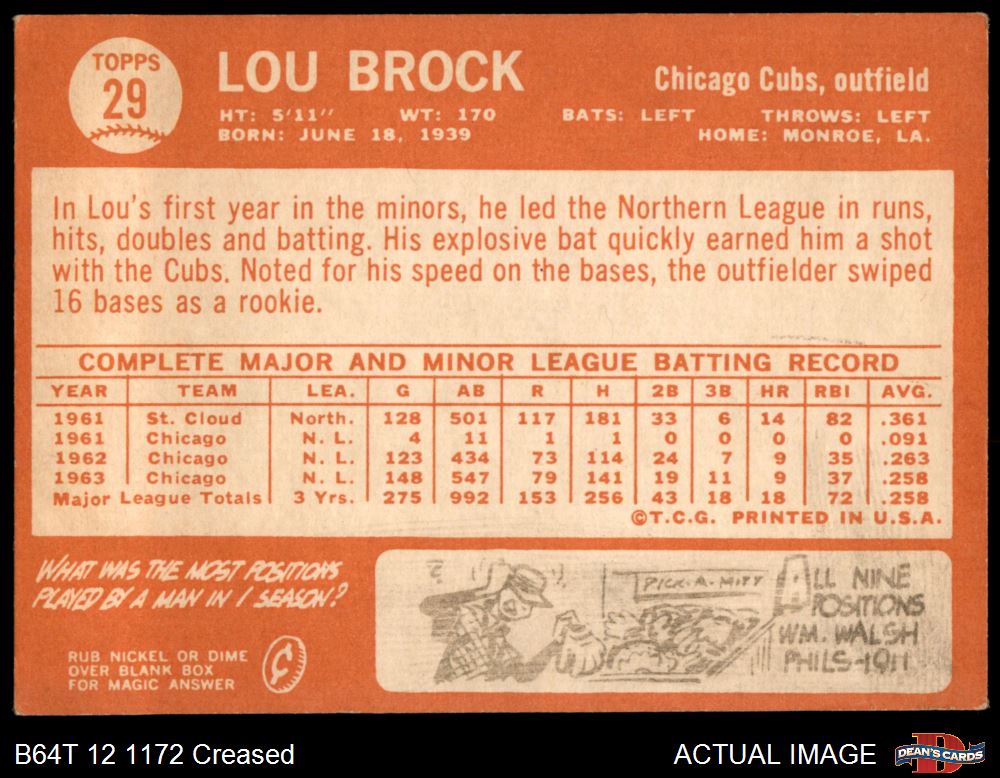 TOPPS
29
LOU BROCK
Chicago Cubs, outfield
HT: 5'11" WT: 170 BATS: LEFT THROWS: LEFT
BORN: JUNE 18, 1939 HOME: MONROE, LA.
In Lou's first year in the minors, he led the Northern League in runs,
hits, doubles and batting. His explosive bat quickly earned him a shot
with the Cubs. Noted for his speed on the bases, the outfielder swiped
16 bases as a rookie.
COMPLETE MAJOR AND MINOR LEAGUE BATTING RECORD
YEAR TEAM LEA. G AB R H 2B 3B HR RBI AVG.
1961 St. Cloud North. 128 501 117 181 33 6 14 82 .361
1961 Chicago N. L. 4 11 1 1 0 0 0 0 .091
1962 Chicago N. L. 123 434 73 114 24 7 9 35 .263
1963 Chicago N. L. 148 547 79 141 19 11 9 37 .258
Major League Totals 3 Yrs. 275 992 153 256 43 18 18 72 .258
©T.C.G. PRINTED IN U.S.A.
WHAT WAS THE MOST POSITIONS
PLAYED BY A MAN IN 1 SEASON?
RUB NICKEL OR DIME
OVER BLANK BOX
FOR MAGIC ANSWER
PICK-A-MITT
ALL NINE
POSITIONS
WM. WALSH
PHILS-1911
B64T 12 1172 Creased
ACTUAL IMAGE
DEAN'S CARDS